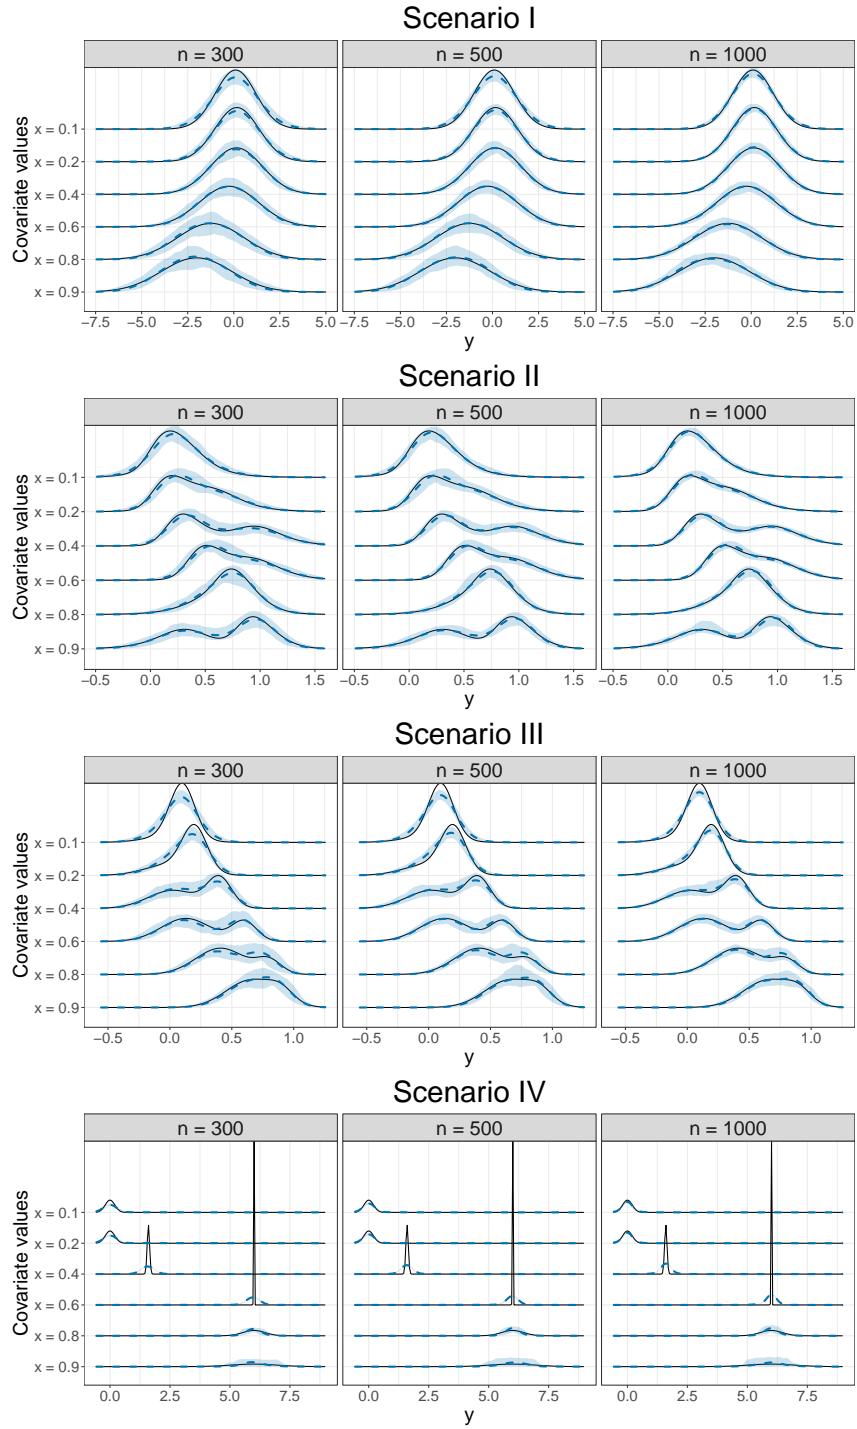 Scenario I
n = 300 n = 500 n = 1000
Covariate values
x = 0.1
x = 0.2
x = 0.4
x = 0.6
x = 0.8
x = 0.9
−7.5 −5.0 −2.5 0.0 2.5 5.0 −7.5 −5.0 −2.5 0.0 2.5 5.0 −7.5 −5.0 −2.5 0.0 2.5 5.0
y
Scenario II
n = 300 n = 500 n = 1000
Covariate values
x = 0.1
x = 0.2
x = 0.4
x = 0.6
x = 0.8
x = 0.9
−0.5 0.0 0.5 1.0 1.5 −0.5 0.0 0.5 1.0 1.5 −0.5 0.0 0.5 1.0 1.5
y
Scenario III
n = 300 n = 500 n = 1000
Covariate values
x = 0.1
x = 0.2
x = 0.4
x = 0.6
x = 0.8
x = 0.9
−0.5 0.0 0.5 1.0 −0.5 0.0 0.5 1.0 −0.5 0.0 0.5 1.0
y
Scenario IV
n = 300 n = 500 n = 1000
Covariate values
x = 0.1
x = 0.2
x = 0.4
x = 0.6
x = 0.8
x = 0.9
0.0 2.5 5.0 7.5 0.0 2.5 5.0 7.5 0.0 2.5 5.0 7.5
y